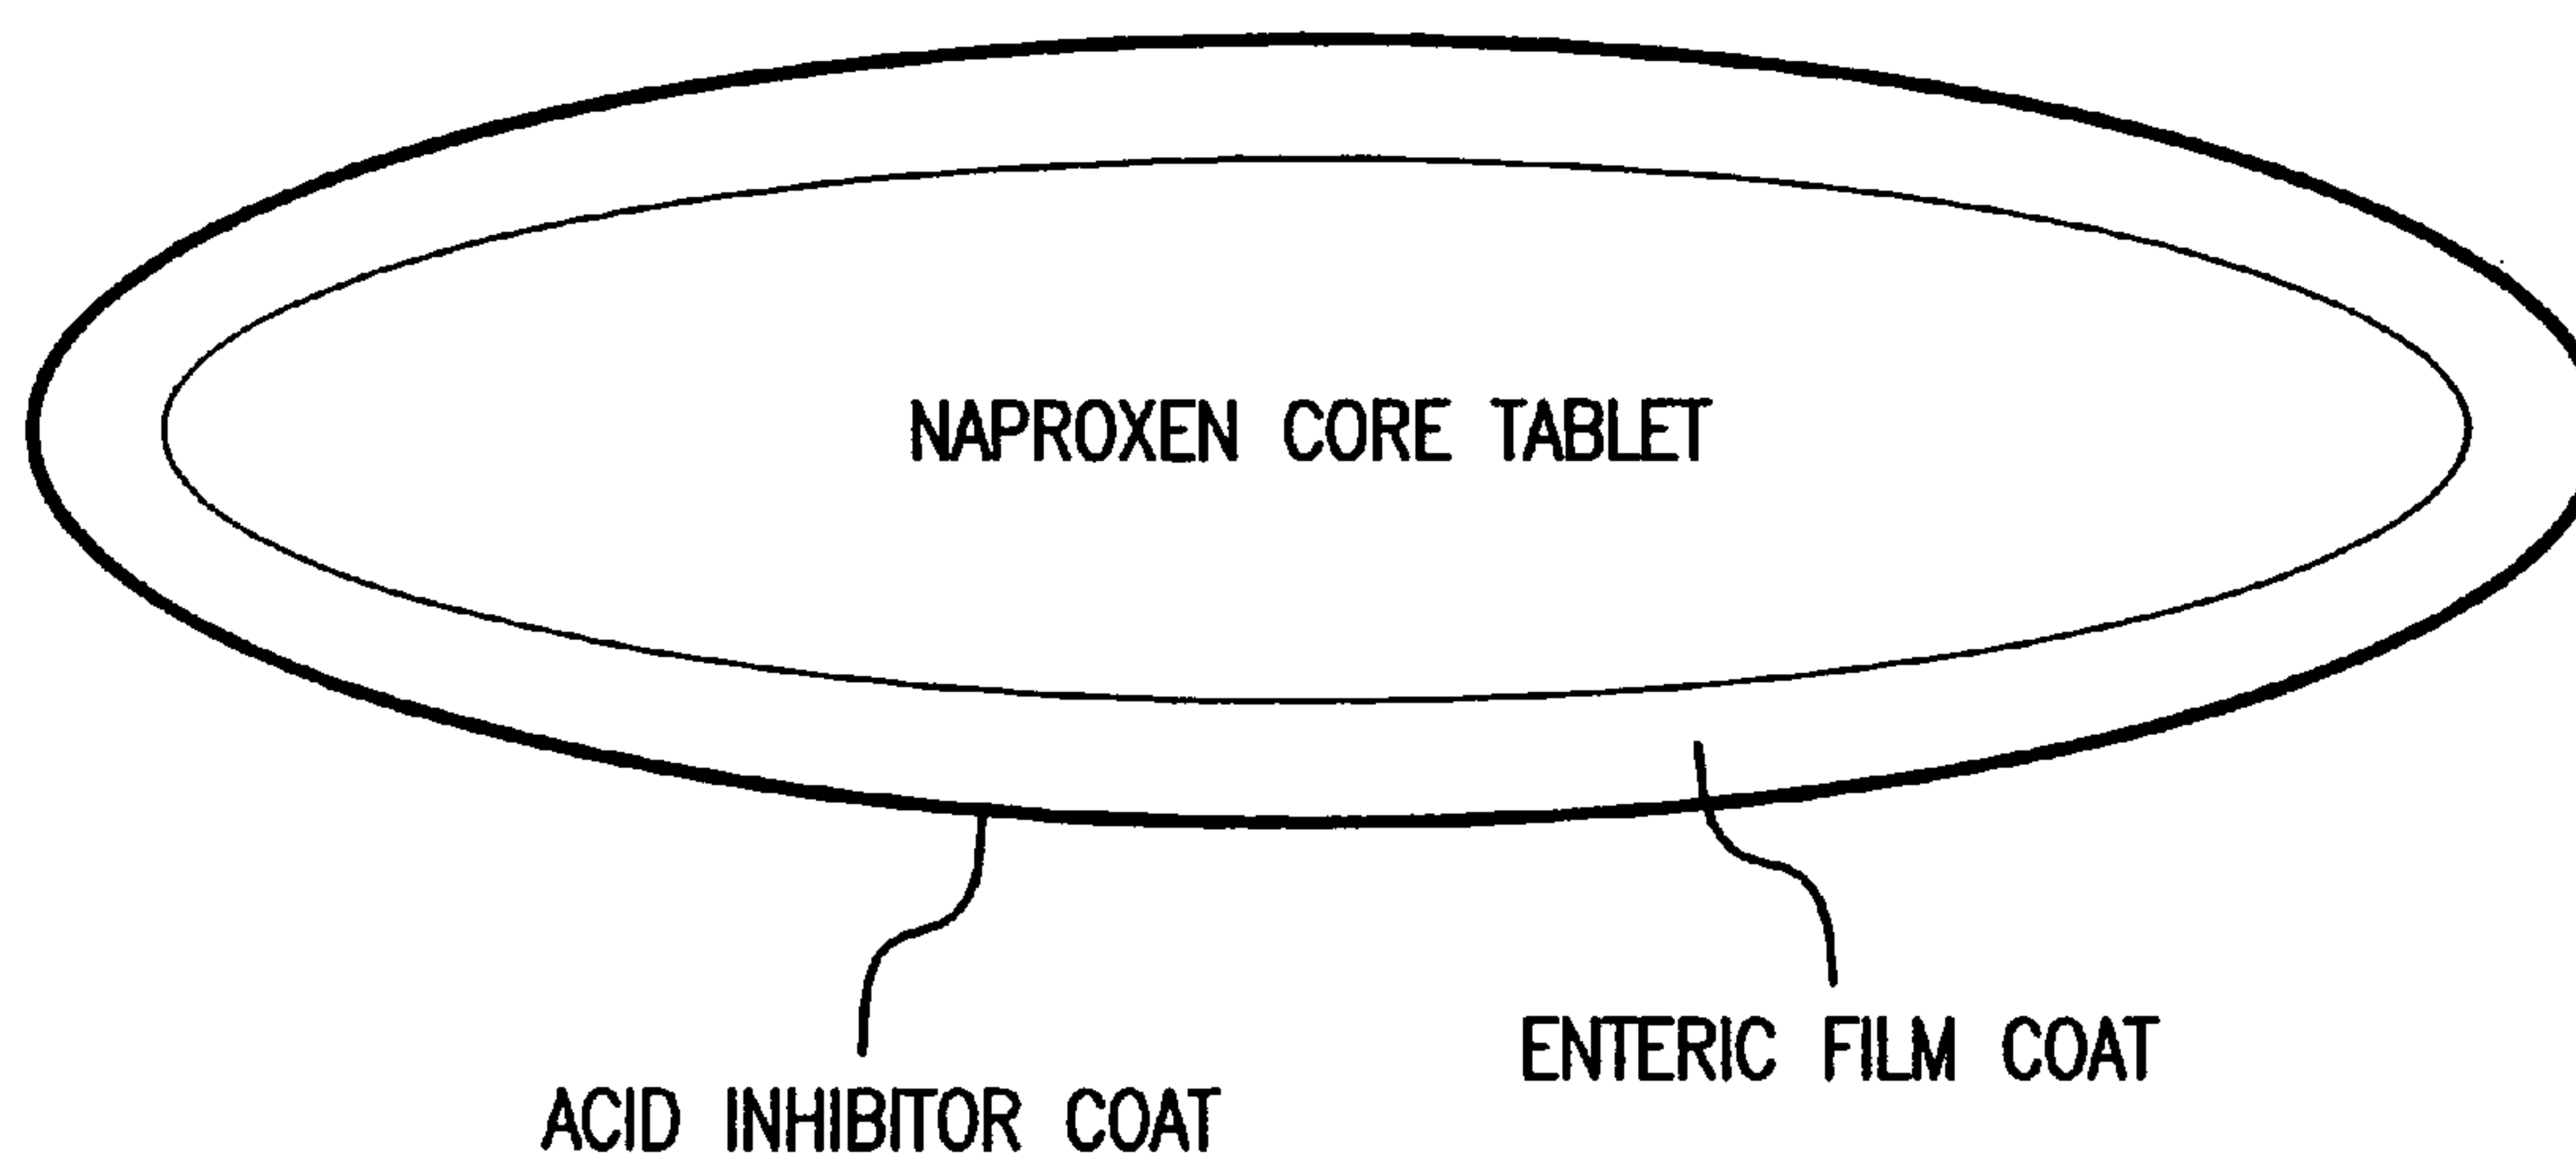 NAPROXEN CORE TABLET
ENTERIC FILM COAT
ACID INHIBITOR COAT